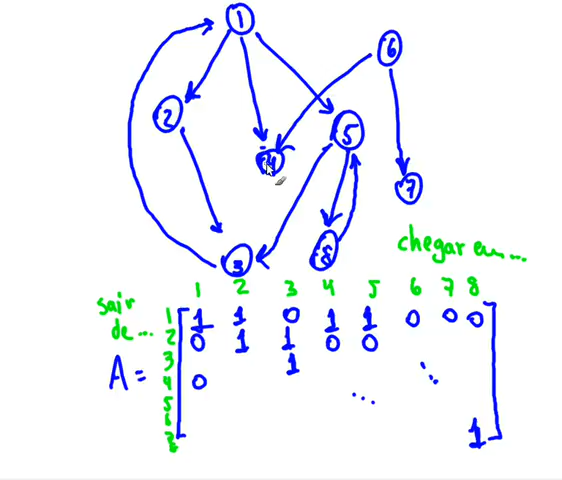 1
6
2
5
4
7
3
8
chegar em...
sair
de...
1 2 3 4 5 6 7 8
1 1 1 0 1 1 0 0 0
2 0 1 1 0 0
3 1
A= 4 0
5 ...
6
8 1